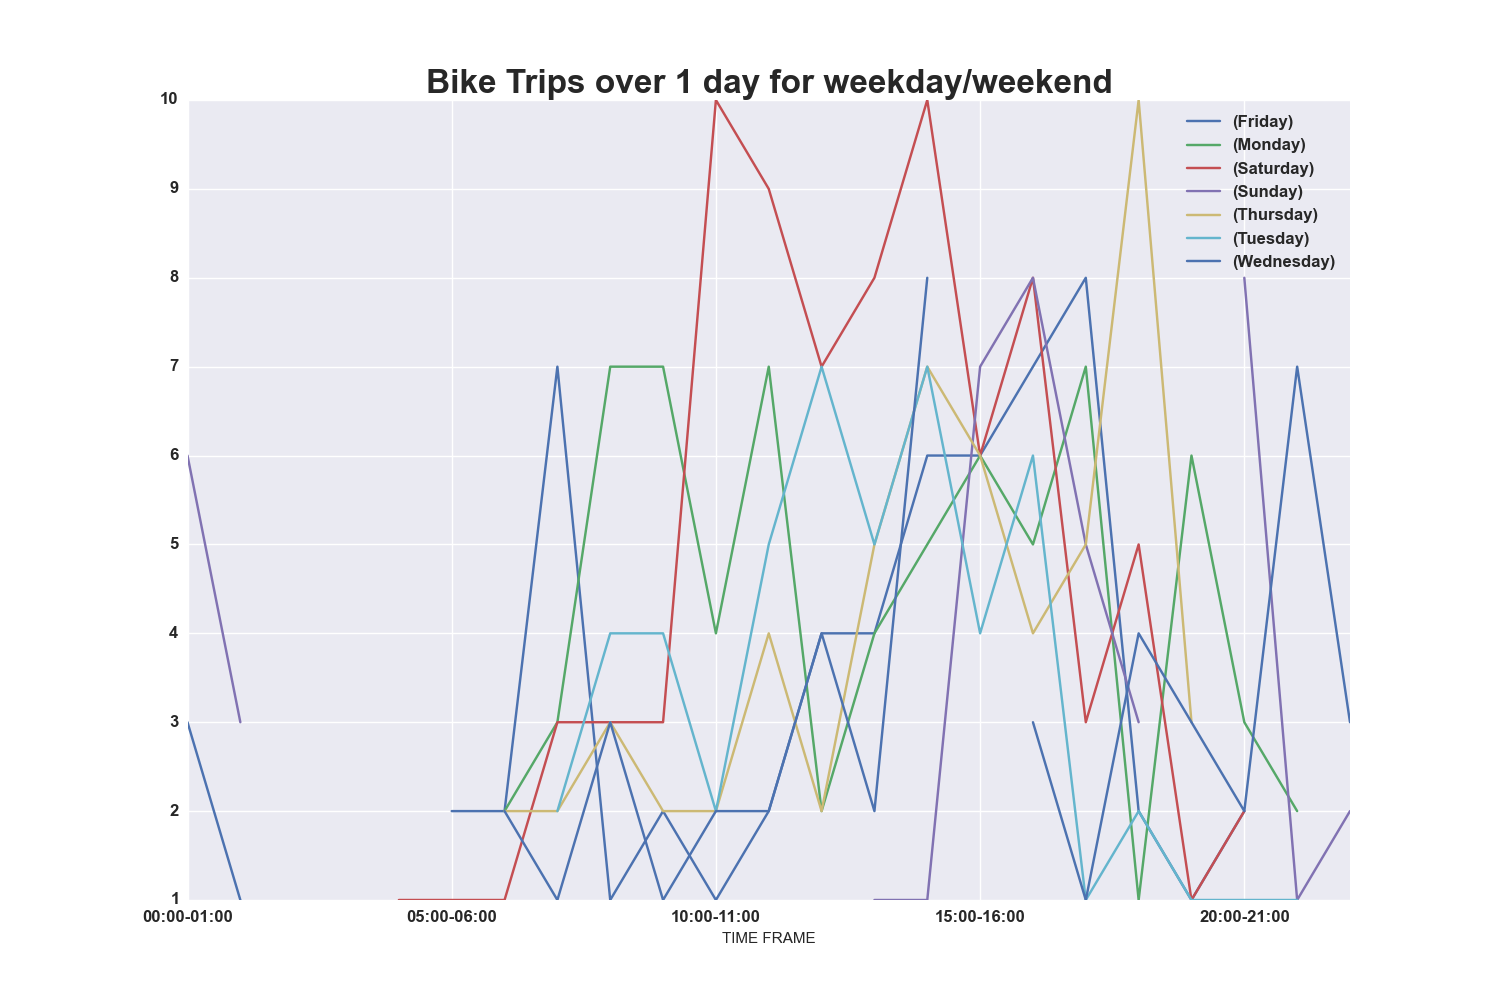 Bike Trips over 1 day for weekday/weekend
10
9
8
7
6
5
4
3
2
1
(Friday)
(Monday)
(Saturday)
(Sunday)
(Thursday)
(Tuesday)
(Wednesday)
00:00-01:00 05:00-06:00 10:00-11:00 15:00-16:00 20:00-21:00
TIME FRAME